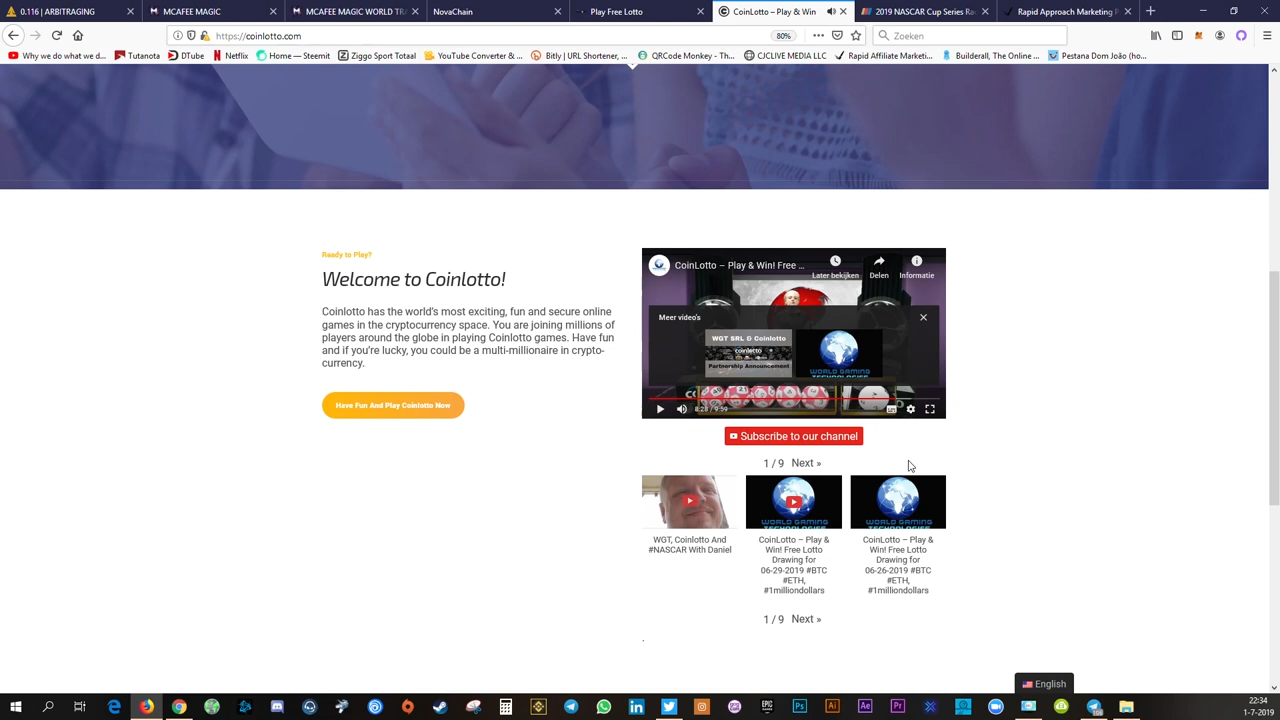 0.116 | ARBITRAGING
MCAFEE MAGIC
MCAFEE MAGIC WORLD TR
NovaChain
Play Free Lotto
CoinLotto – Play & Win
2019 NASCAR Cup Series Ra
Rapid Approach Marketing P
https://coinlotto.com
80%
Zoeken
Why we do what we d...
Tutanota
DTube
Netflix
Home — Steemit
Ziggo Sport Totaal
YouTube Converter & ...
Bitly | URL Shortener, ...
QRCode Monkey - Th...
CJCLIVE MEDIA LLC
Rapid Affiliate Marketi...
Builderall, The Online ...
Pestana Dom João (ho...
Ready to Play?
Welcome to Coinlotto!
Coinlotto has the world's most exciting, fun and secure online
games in the cryptocurrency space. You are joining millions of
players around the globe in playing Coinlotto games. Have fun
and if you're lucky, you could be a multi-millionaire in crypto-
currency.
Have Fun And Play Coinlotto Now
CoinLotto – Play & Win! Free ...
Later bekijken
Delen
Informatie
Meer video's
WGT SRL & Coinlotto
coinlotto
Partnership Announcement
WORLD GAMING
TECHNOLOGIES
8:28 / 9:59
Subscribe to our channel
1 / 9 Next »
WORLD GAMING
TECHNOLOGIES
WORLD GAMING
TECHNOLOGIES
WGT, Coinlotto And
#NASCAR With Daniel
CoinLotto – Play &
Win! Free Lotto
Drawing for
06-29-2019 #BTC
#ETH,
#1milliondollars
CoinLotto – Play &
Win! Free Lotto
Drawing for
06-26-2019 #BTC
#ETH,
#1milliondollars
1 / 9 Next »
.
English
22:34
1-7-2019